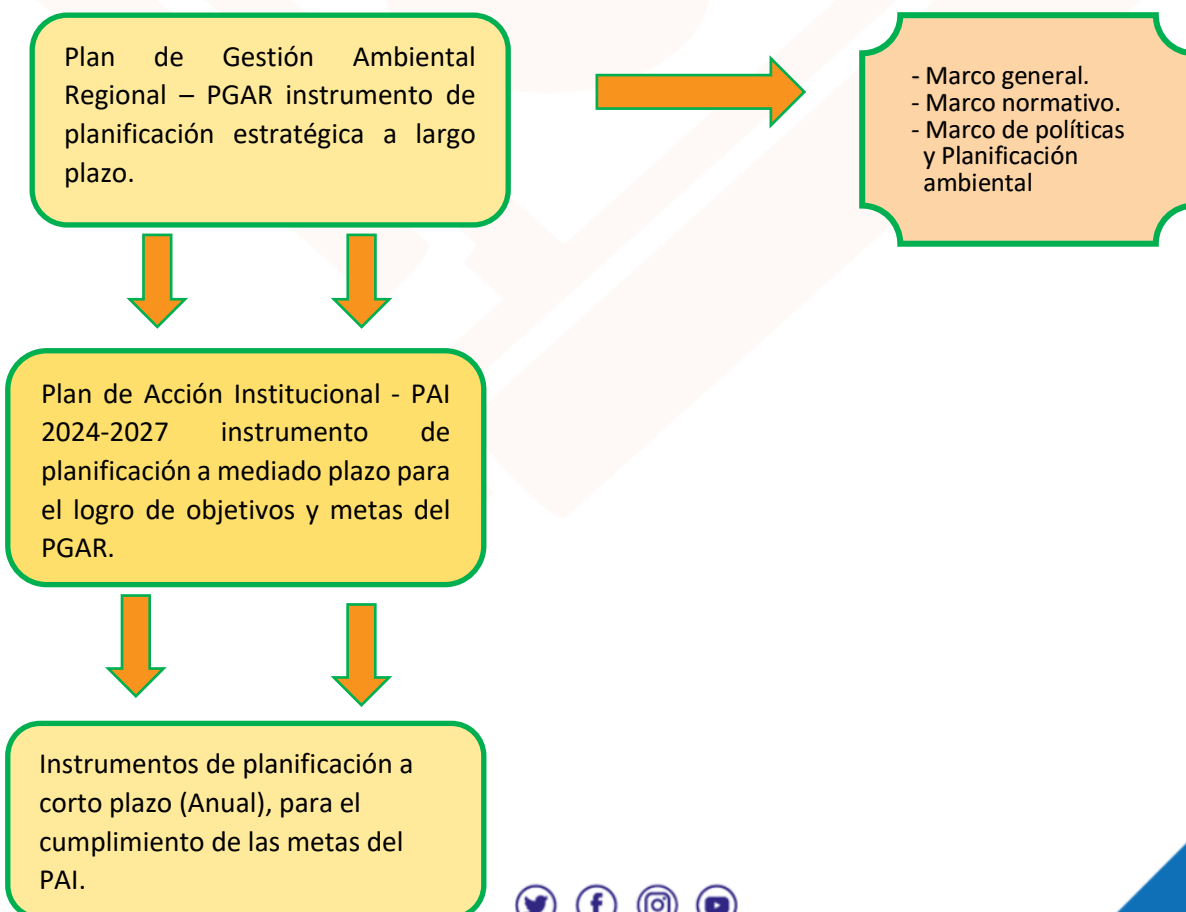 Plan de Gestión Ambiental
Regional – PGAR instrumento de
planificación estratégica a largo
plazo.
- Marco general.
- Marco normativo.
- Marco de políticas
y Planificación
ambiental
Plan de Acción Institucional - PAI
2024-2027 instrumento de
planificación a mediado plazo para
el logro de objetivos y metas del
PGAR.
Instrumentos de planificación a
corto plazo (Anual), para el
cumplimiento de las metas del
PAI.